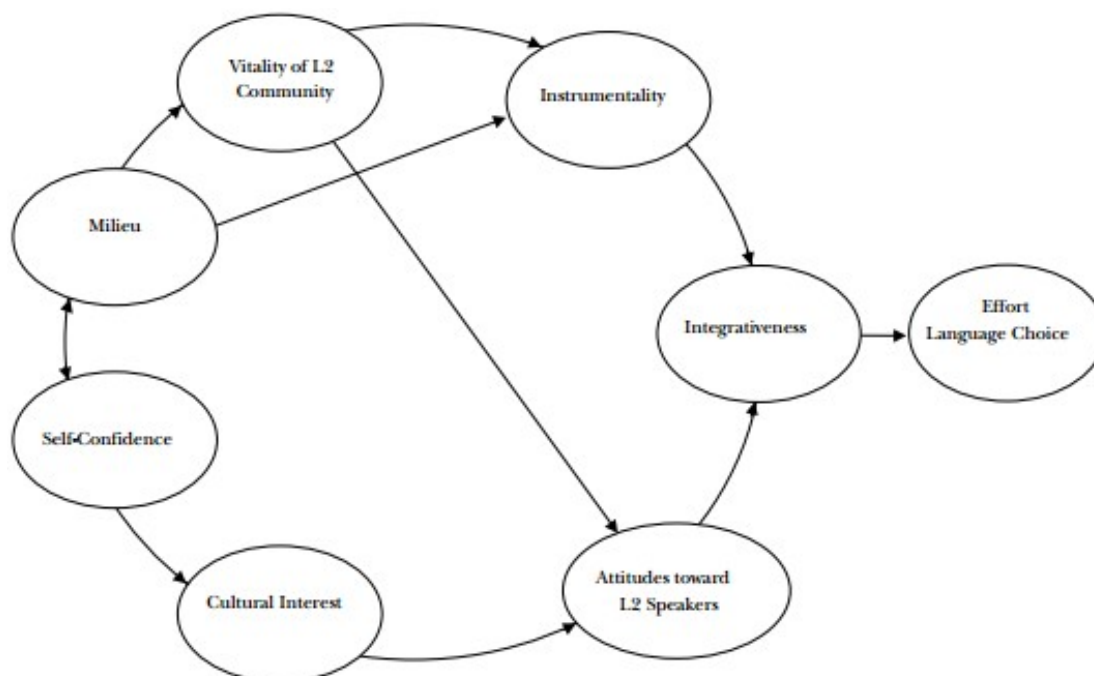 Vitality of L2
Community
Instrumentality
Milieu
Integrativeness
Effort
Language Choice
Self-Confidence
Cultural Interest
Attitudes toward
L2 Speakers